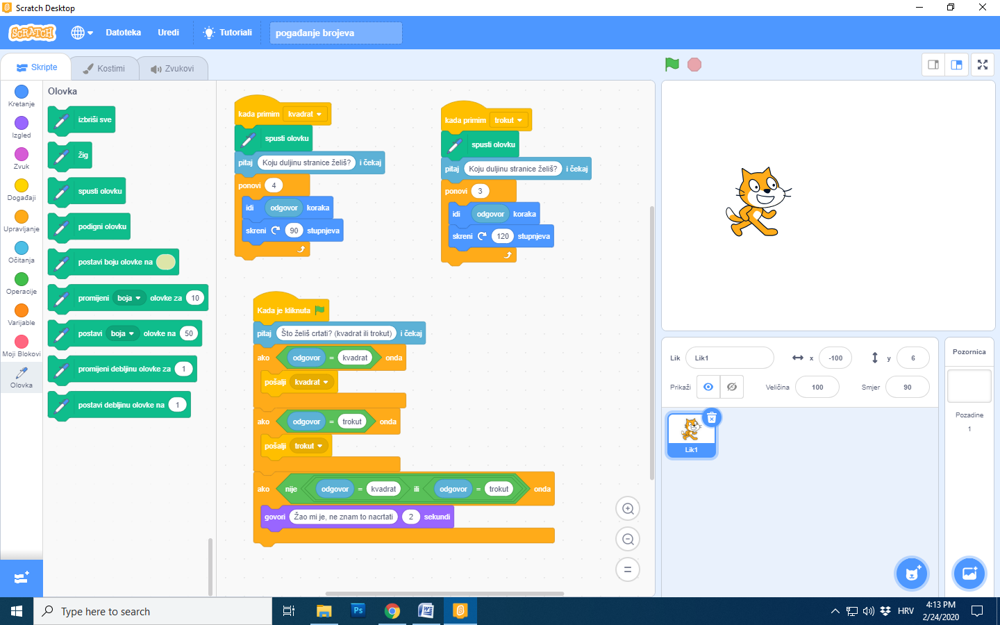 Scratch Desktop
SCRATCH
Datoteka
Uredi
Tutoriali
pogađanje brojeva
Skripte
Kostimi
Zvukovi
Kretanje
Izgled
Zvuk
Događaji
Upravljanje
Očitanja
Operacije
Varijable
Moji Blokovi
Olovka
Olovka
izbriši sve
žig
spusti olovku
podigni olovku
postavi boju olovke na
promijeni boja olovke za 10
postavi boja olovke na 50
promijeni debljinu olovke za 1
postavi debljinu olovke na 1
kada primim kvadrat
spusti olovku
pitaj Koju duljinu stranice želiš? i čekaj
ponovi 4
idi odgovor koraka
skreni 90 stupnjeva
kada primim trokut
spusti olovku
pitaj Koju duljinu stranice želiš? i čekaj
ponovi 3
idi odgovor koraka
skreni 120 stupnjeva
Kada je kliknuta
pitaj Što želiš crtati? (kvadrat ili trokut) i čekaj
ako odgovor = kvadrat onda
pošalji kvadrat
ako odgovor = trokut onda
pošalji trokut
ako nije odgovor = kvadrat ili odgovor = trokut onda
govori Žao mi je, ne znam to nacrtati 2 sekundi
Lik Lik1 x -100 y 6
Prikaži Veličina 100 Smjer 90
Lik1
Pozornica
Pozadine
1
Type here to search
Ps
HRV
4:13 PM
2/24/2020